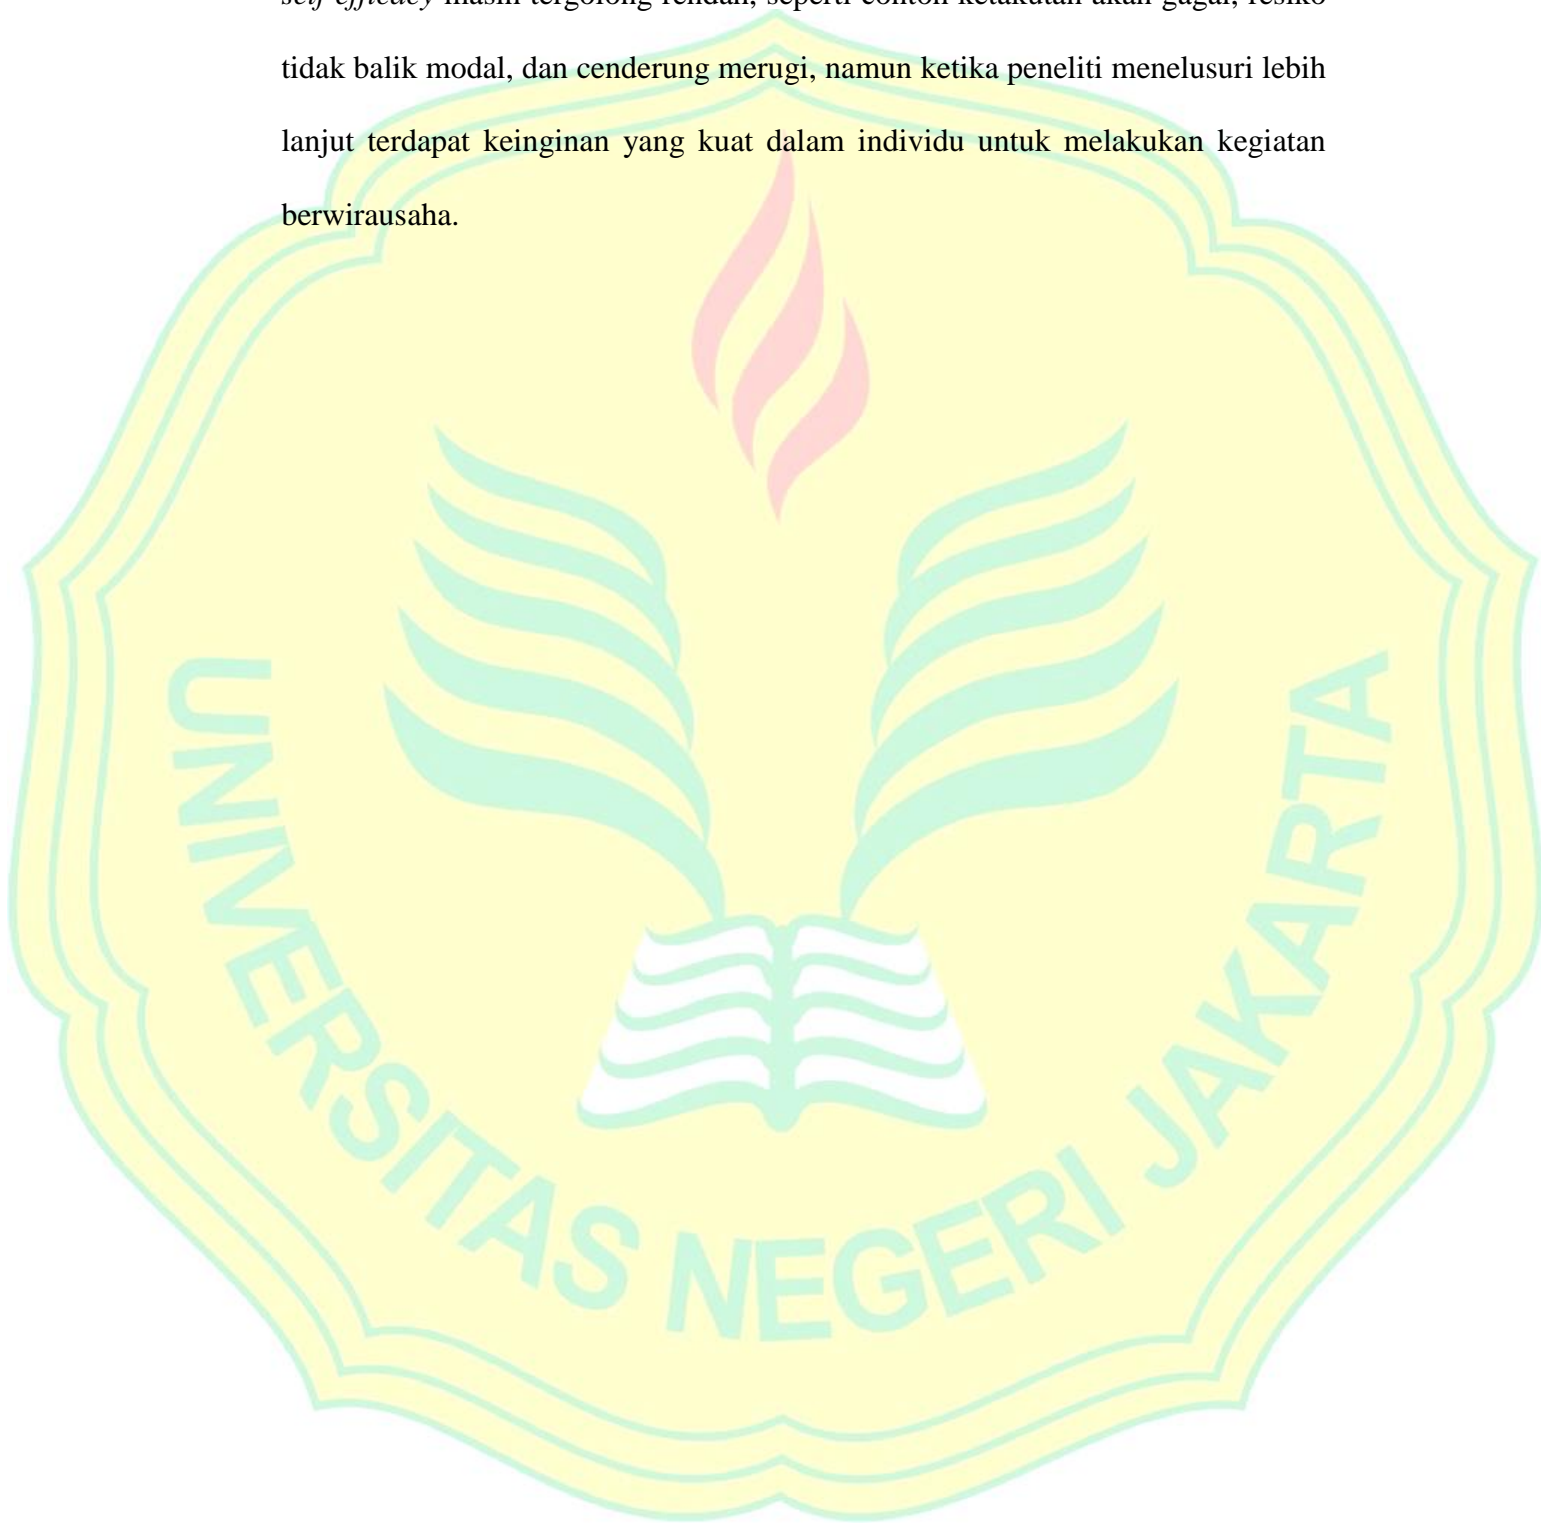 self efficacy masih tergolong rendah, seperti contoh ketakutan akan gagal, resiko
tidak balik modal, dan cenderung merugi, namun ketika peneliti menelusuri lebih
lanjut terdapat keinginan yang kuat dalam individu untuk melakukan kegiatan
berwirausaha.
UNIVERSITAS NEGERI JAKARTA